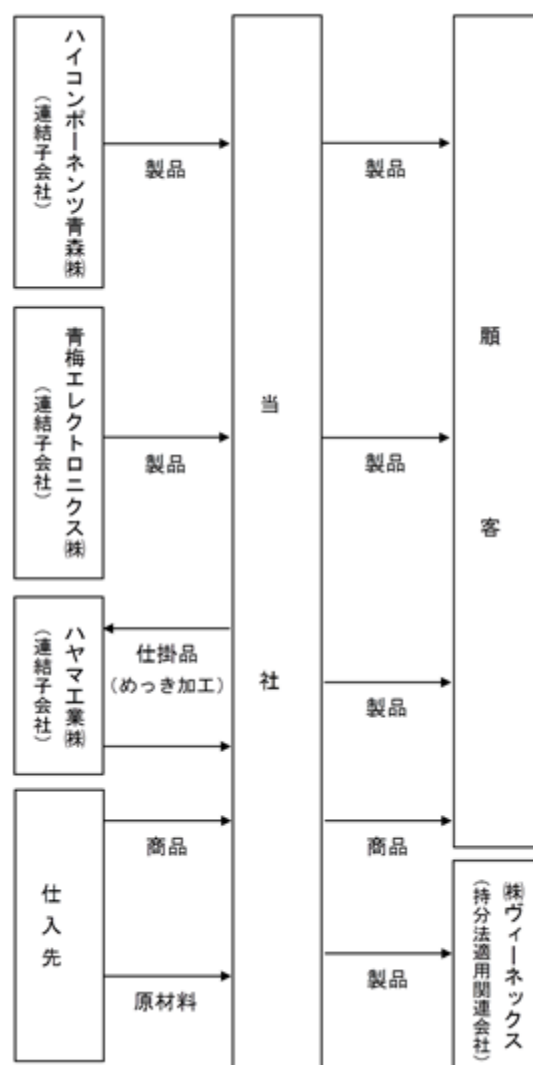 ハイコンポーネンツ青森㈱
（連結子会社）
製品
製品
青梅エレクトロニクス㈱
（連結子会社）
製品
製品
ハヤマ工業㈱
（連結子会社）
仕掛品
（めっき加工）
製品
仕入先
商品
商品
原材料
製品
当社
顧客
㈱ヴィーネックス
（持分法適用関連会社）